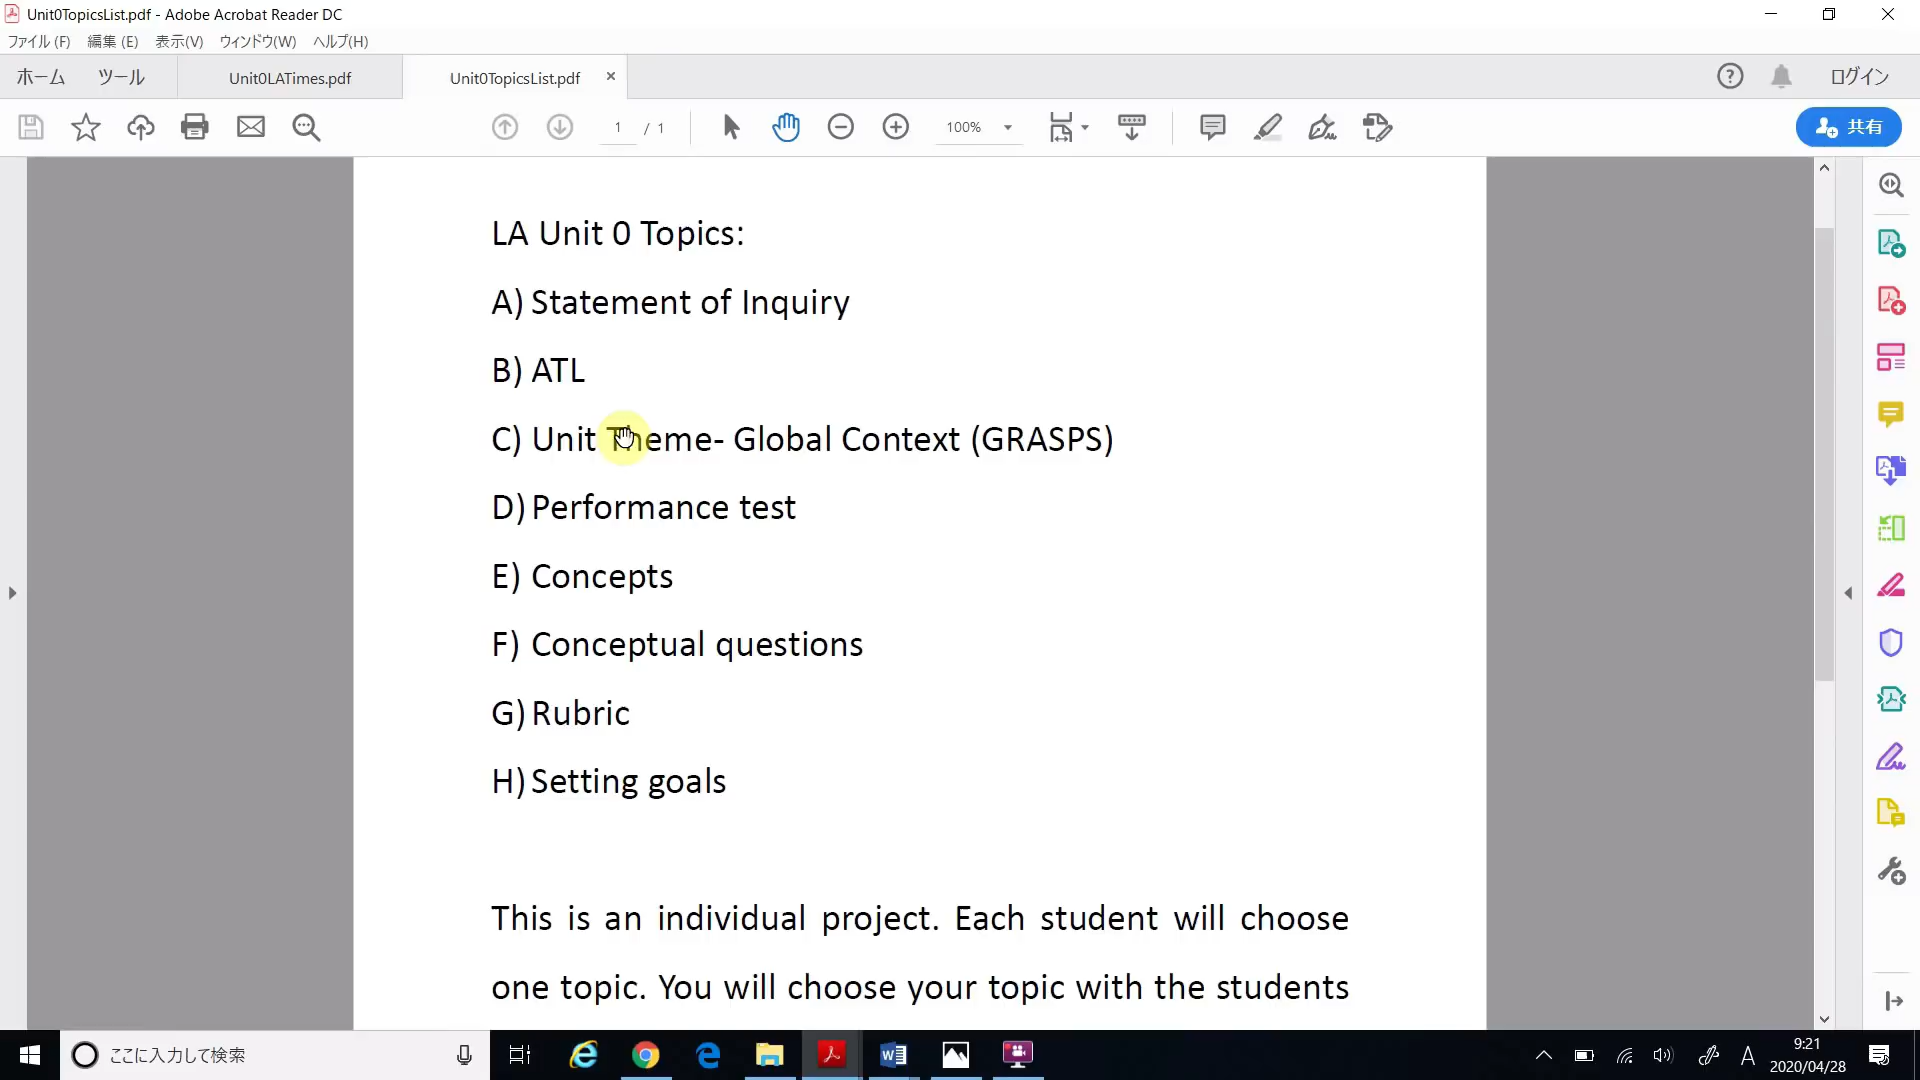 Unit0TopicsList.pdf - Adobe Acrobat Reader DC
ファイル (F) 編集 (E) 表示(V) ウィンドウ(W) ヘルプ(H)
ホーム ツール Unit0LATimes.pdf Unit0TopicsList.pdf × ログイン
1 / 1 100% 共有
LA Unit 0 Topics:
A) Statement of Inquiry
B) ATL
C) Unit Theme- Global Context (GRASPS)
D) Performance test
E) Concepts
F) Conceptual questions
G) Rubric
H) Setting goals
This is an individual project. Each student will choose
one topic. You will choose your topic with the students
ここに入力して検索
A
9:21
2020/04/28